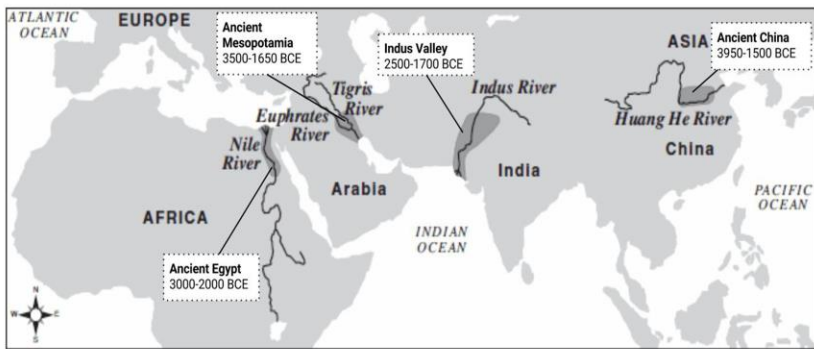 ATLANTIC
OCEAN
EUROPE
Ancient
Mesopotamia
3500-1650 BCE
Indus Valley
2500-1700 BCE
ASIA
Ancient China
3950-1500 BCE
Tigris
River
Euphrates
River
Indus River
Huang He River
China
Nile
River
Arabia
India
AFRICA
PACIFIC
OCEAN
INDIAN
OCEAN
Ancient Egypt
3000-2000 BCE
N
W E
S